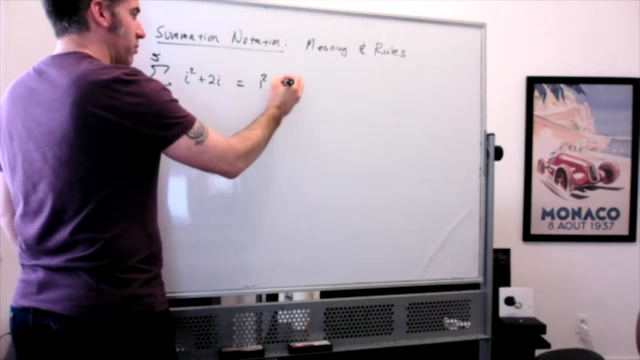 Summation Notation: Meaning & Rules
5
Σ i² + 2i = 1²
MONACO
8 AOUT 1937